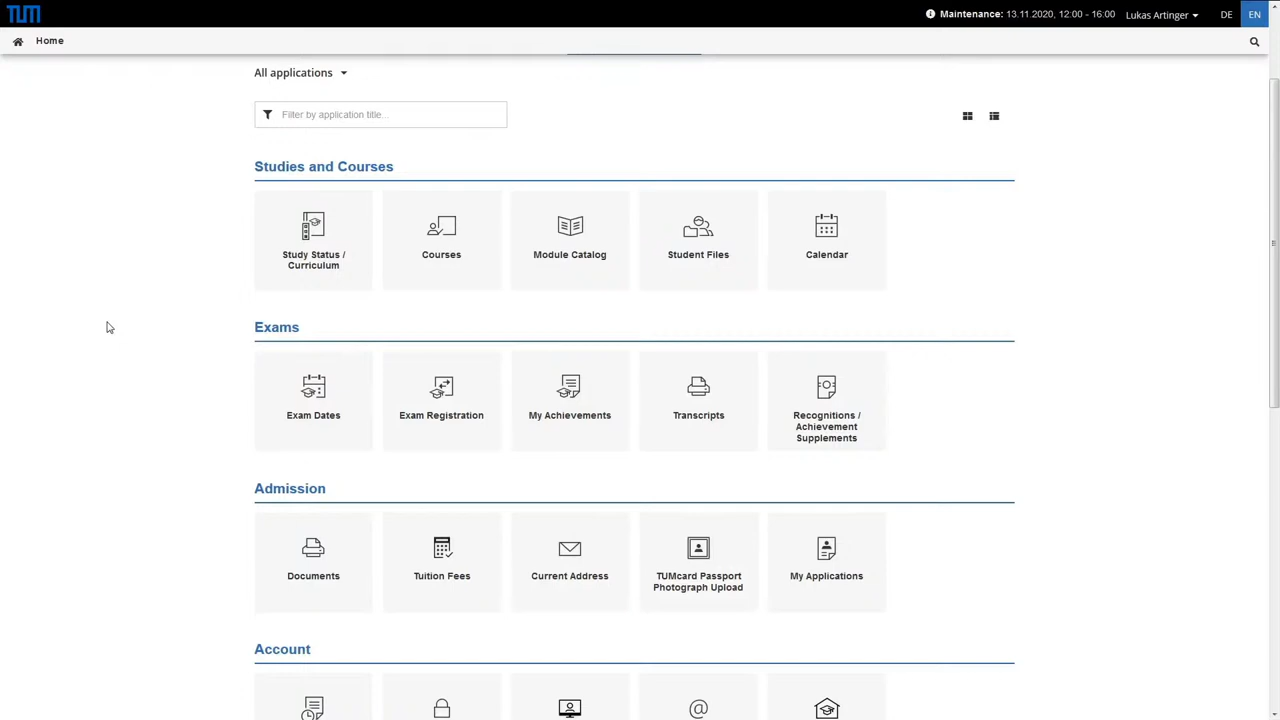 TUM
Maintenance: 13.11.2020, 12:00 - 16:00
Lukas Artinger
DE
EN
Home
All applications
Filter by application title...
Studies and Courses
Study Status /
Curriculum
Courses
Module Catalog
Student Files
Calendar
Exams
Exam Dates
Exam Registration
My Achievements
Transcripts
Recognitions /
Achievement
Supplements
Admission
Documents
Tuition Fees
Current Address
TUMcard Passport
Photograph Upload
My Applications
Account
@